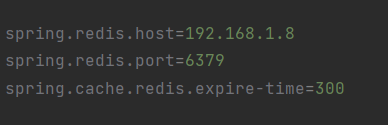 spring.redis.host=192.168.1.8
spring.redis.port=6379
spring.cache.redis.expire-time=300